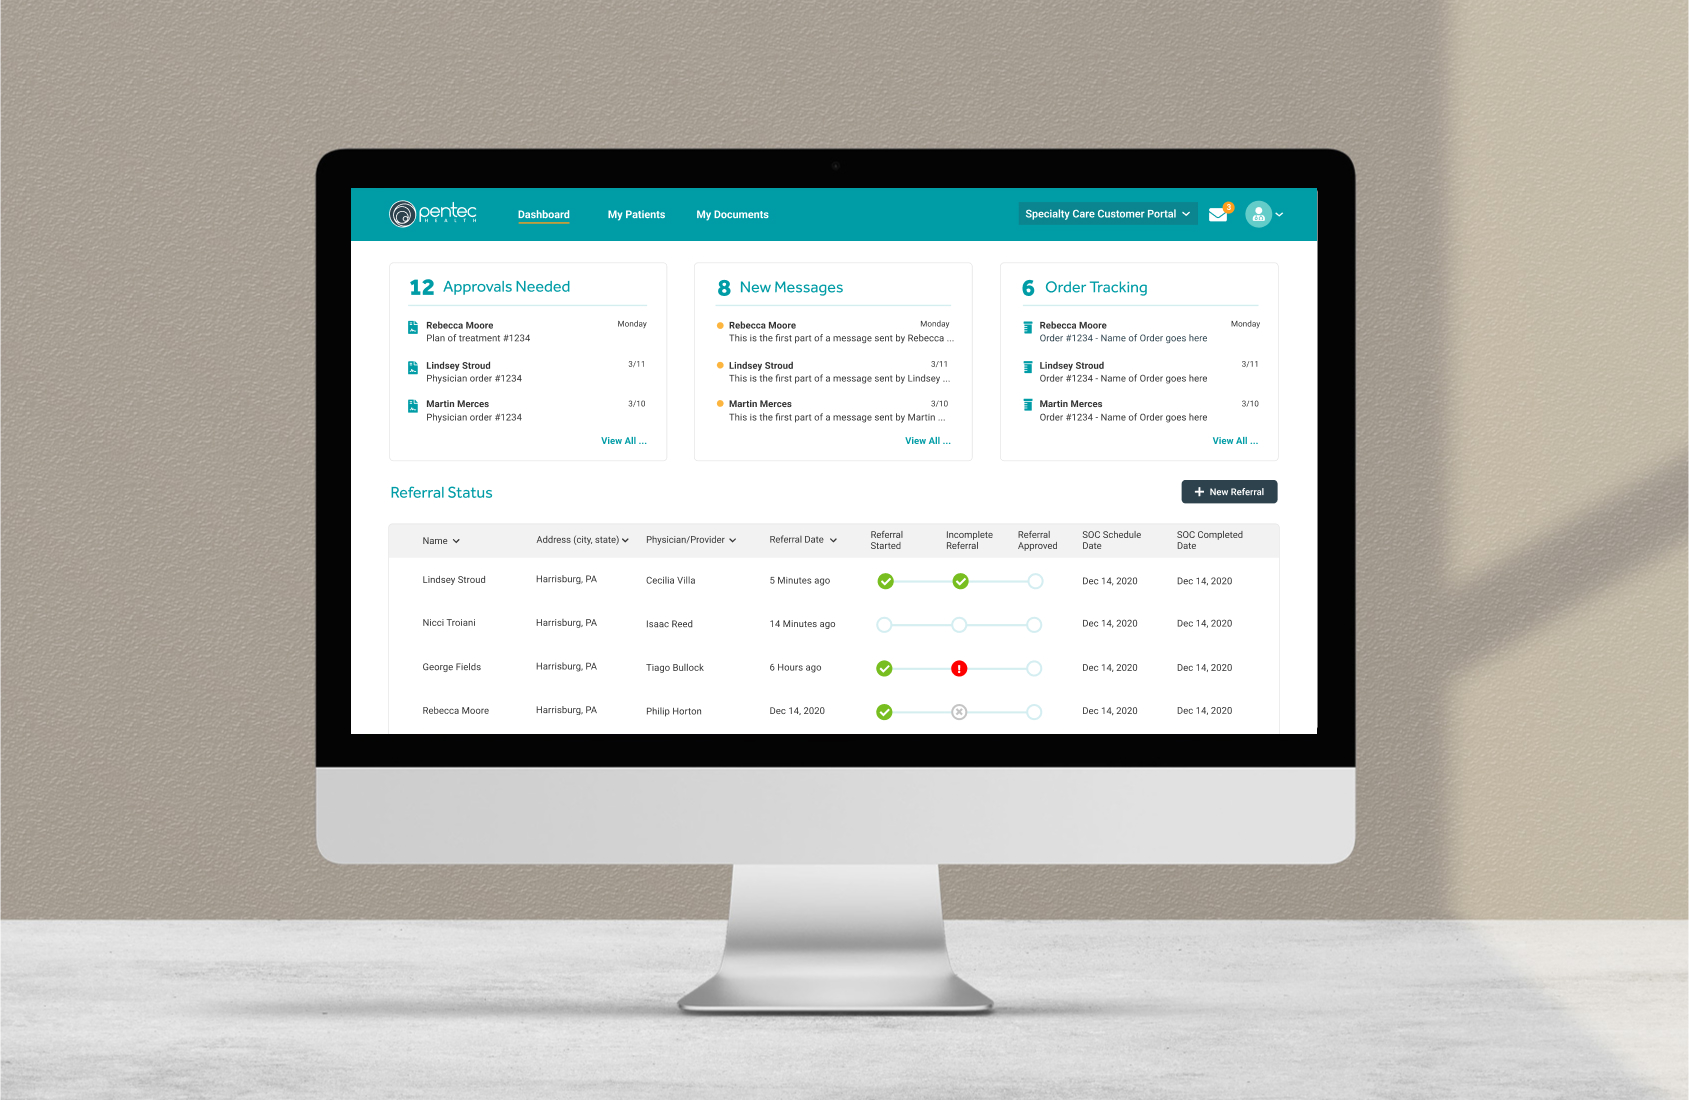 pentec
HEALTH
Dashboard
My Patients
My Documents
Specialty Care Customer Portal
3
12 Approvals Needed
Rebecca Moore Monday
Plan of treatment #1234
Lindsey Stroud 3/11
Physician order #1234
Martin Merces 3/10
Physician order #1234
View All ...
8 New Messages
Rebecca Moore Monday
This is the first part of a message sent by Rebecca ...
Lindsey Stroud 3/11
This is the first part of a message sent by Lindsey ...
Martin Merces 3/10
This is the first part of a message sent by Martin ...
View All ...
6 Order Tracking
Rebecca Moore Monday
Order #1234 - Name of Order goes here
Lindsey Stroud 3/11
Order #1234 - Name of Order goes here
Martin Merces 3/10
Order #1234 - Name of Order goes here
View All ...
Referral Status
+ New Referral
Name
Address (city, state)
Physician/Provider
Referral Date
Referral
Started
Incomplete
Referral
Referral
Approved
SOC Schedule
Date
SOC Completed
Date
Lindsey Stroud Harrisburg, PA Cecilia Villa 5 Minutes ago Dec 14, 2020 Dec 14, 2020
Nicci Troiani Harrisburg, PA Isaac Reed 14 Minutes ago Dec 14, 2020 Dec 14, 2020
George Fields Harrisburg, PA Tiago Bullock 6 Hours ago Dec 14, 2020 Dec 14, 2020
Rebecca Moore Harrisburg, PA Philip Horton Dec 14, 2020 Dec 14, 2020 Dec 14, 2020